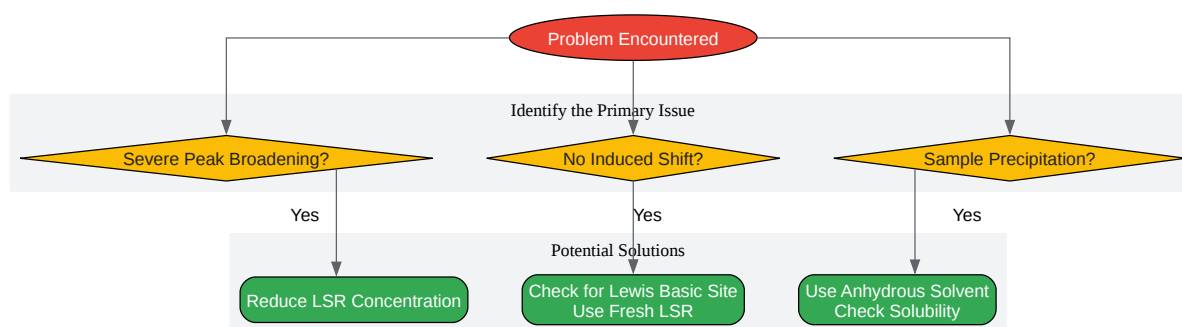 Problem Encountered
Identify the Primary Issue
Severe Peak Broadening?
No Induced Shift?
Sample Precipitation?
Yes
Yes
Yes
Potential Solutions
Reduce LSR Concentration
Check for Lewis Basic Site
Use Fresh LSR
Use Anhydrous Solvent
Check Solubility